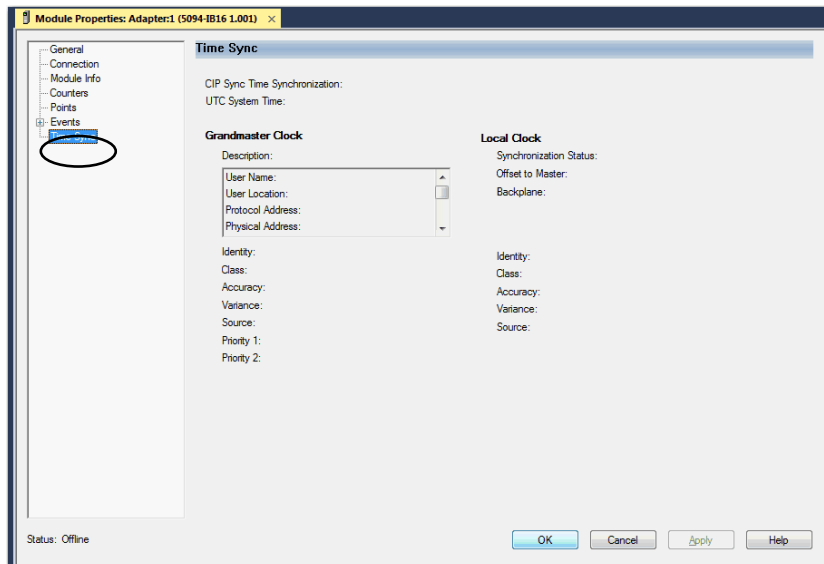 Module Properties: Adapter:1 (5094-IB16 1.001) ×
General
Connection
Module Info
Counters
Points
Events
Time Sync
Time Sync
CIP Sync Time Synchronization:
UTC System Time:
Grandmaster Clock
Description:
User Name:
User Location:
Protocol Address:
Physical Address:
Identity:
Class:
Accuracy:
Variance:
Source:
Priority 1:
Priority 2:
Local Clock
Synchronization Status:
Offset to Master:
Backplane:
Identity:
Class:
Accuracy:
Variance:
Source:
Status: Offline
OK Cancel Apply Help